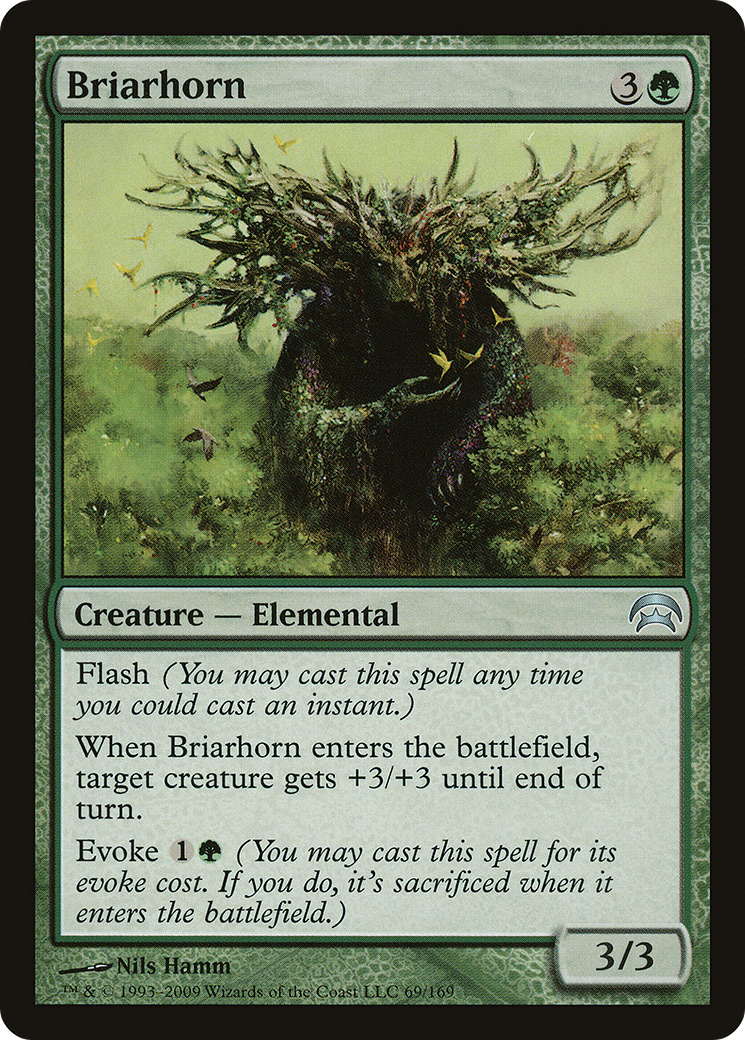 Briarhorn 3
Creature — Elemental
Flash (You may cast this spell any time
you could cast an instant.)
When Briarhorn enters the battlefield,
target creature gets +3/+3 until end of
turn.
Evoke 1 (You may cast this spell for its
evoke cost. If you do, it's sacrificed when it
enters the battlefield.)
3/3
Nils Hamm
™ & © 1993–2009 Wizards of the Coast LLC 69/169